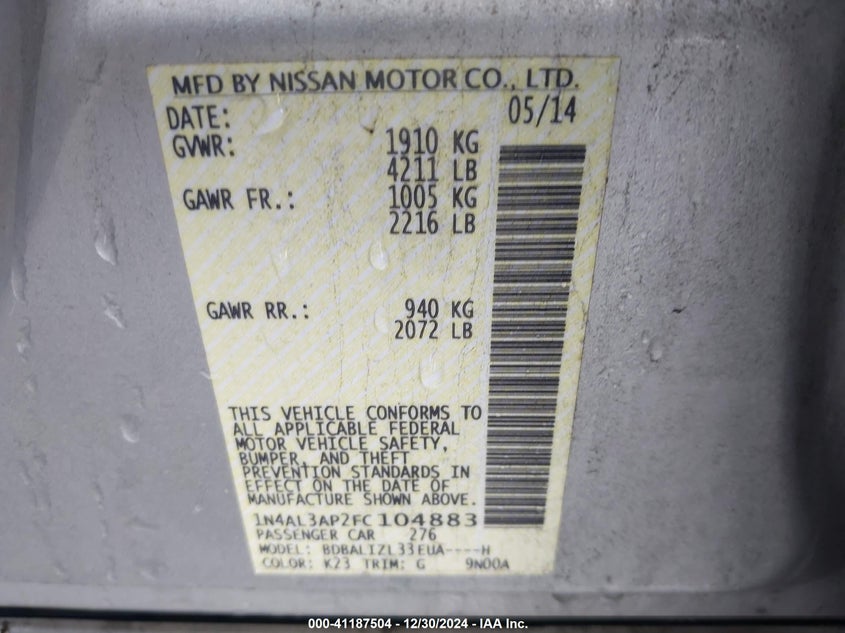 MFD BY NISSAN MOTOR CO., LTD.
DATE: 05/14
GVWR: 1910 KG
4211 LB
GAWR FR.: 1005 KG
2216 LB
GAWR RR.: 940 KG
2072 LB
THIS VEHICLE CONFORMS TO
ALL APPLICABLE FEDERAL
MOTOR VEHICLE SAFETY,
BUMPER, AND THEFT
PREVENTION STANDARDS IN
EFFECT ON THE DATE OF
MANUFACTURE SHOWN ABOVE.
1N4AL3AP2FC104883
PASSENGER CAR 276
MODEL: BDBALIZL33EUA----H
COLOR: K23 TRIM: G 9N00A
000-41187504 - 12/30/2024 - IAA Inc.